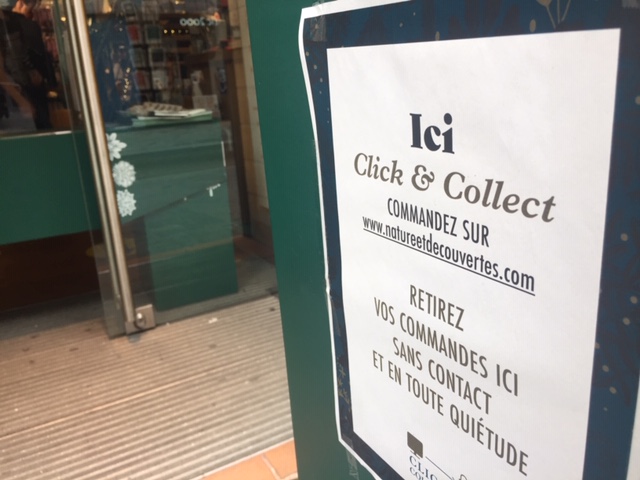 Ici
Click & Collect
COMMANDEZ SUR
www.natureetdecouvertes.com
RETIREZ
VOS COMMANDES ICI
SANS CONTACT
ET EN TOUTE QUIÉTUDE